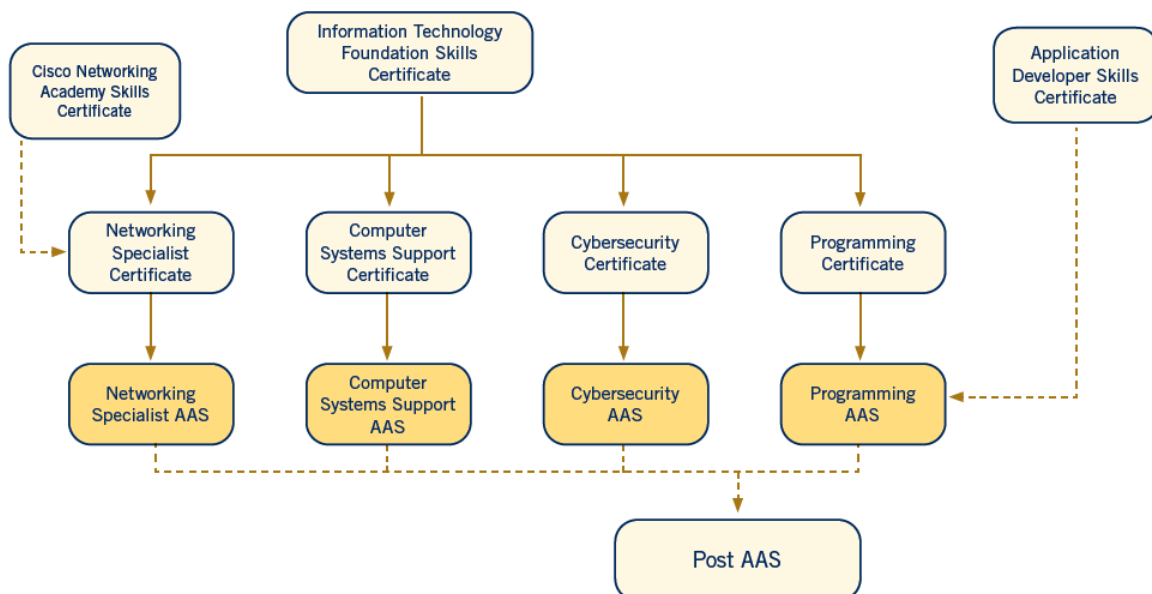 Information Technology
Foundation Skills
Certificate
Cisco Networking
Academy Skills
Certificate
Application
Developer Skills
Certificate
Networking
Specialist
Certificate
Computer
Systems Support
Certificate
Cybersecurity
Certificate
Programming
Certificate
Networking
Specialist AAS
Computer
Systems Support
AAS
Cybersecurity
AAS
Programming
AAS
Post AAS